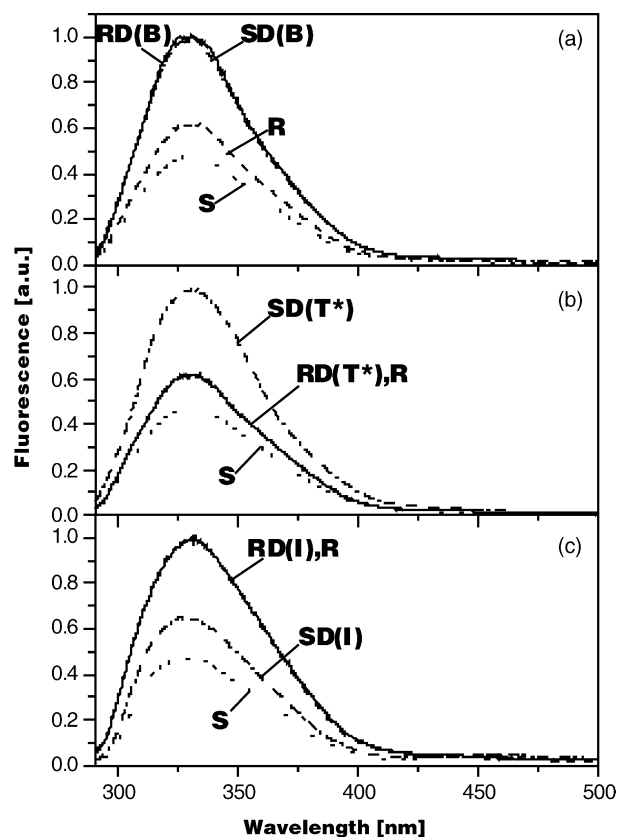 RD(B) SD(B) (a)
1.0
0.8
R
0.6
0.4
S
0.2
0.0
(b)
1.0
SD(T*)
0.8
RD(T*),R
0.6
0.4
S
0.2
0.0
(c)
1.0
RD(I),R
0.8
SD(I)
0.6
0.4
S
0.2
0.0
300 350 400 450 500
Wavelength [nm]
Fluorescence [a.u.]